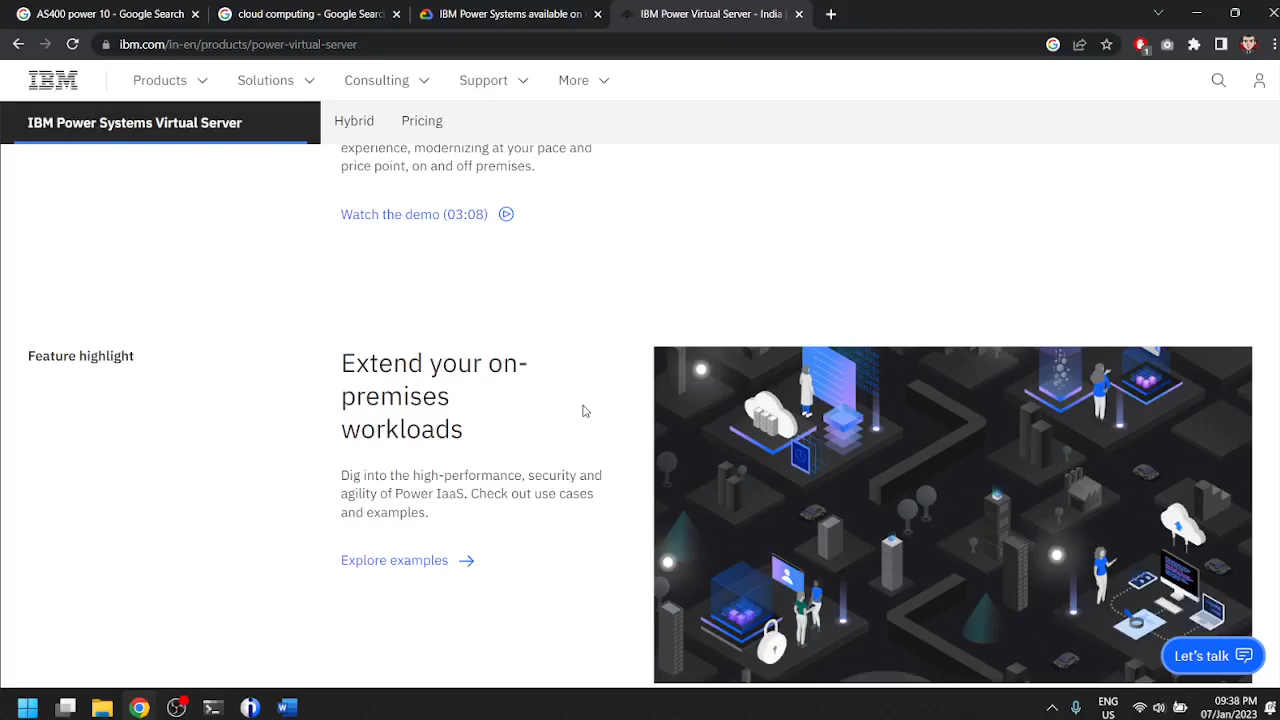 AS400 power 10 - Google Search
cloud computing - Google Searc
IBM Power Systems available on
IBM Power Virtual Server - India
ibm.com/in-en/products/power-virtual-server
1
IBM
Products
Solutions
Consulting
Support
More
IBM Power Systems Virtual Server
Hybrid
Pricing
experience, modernizing at your pace and
price point, on and off premises.
Watch the demo (03:08)
Feature highlight
Extend your on-
premises
workloads
Dig into the high-performance, security and
agility of Power IaaS. Check out use cases
and examples.
Explore examples
Let's talk
ENG
US
09:38 PM
07/Jan/2023